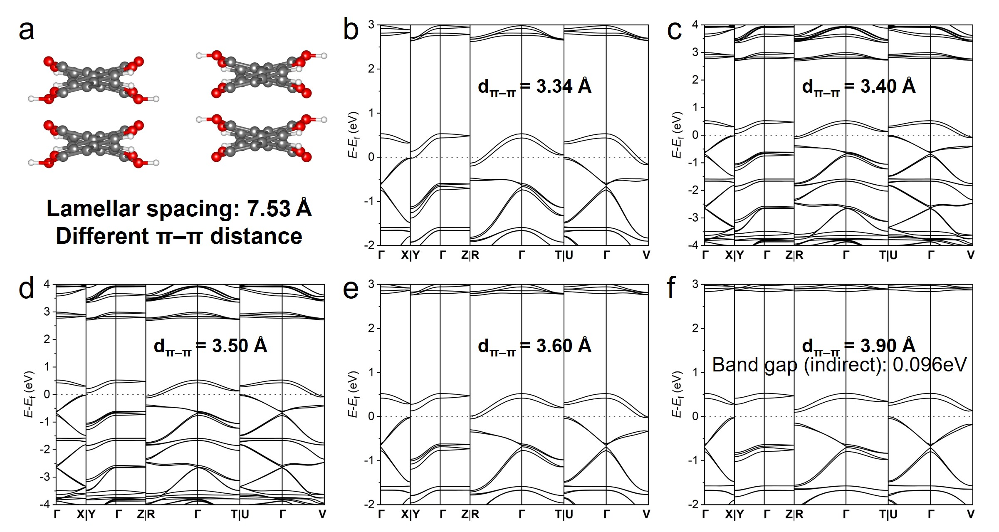 a
Lamellar spacing: 7.53 Å
Different π–π distance
b
3
2
1
0
-1
-2
E-Ef (eV)
dπ–π = 3.34 Å
Γ X|Y Γ Z|R Γ T|U Γ V
c
4
3
2
1
0
-1
-2
-3
-4
E-Ef (eV)
dπ–π = 3.40 Å
Γ X|Y Γ Z|R Γ T|U Γ V
d
4
3
2
1
0
-1
-2
-3
-4
E-Ef (eV)
dπ–π = 3.50 Å
Γ X|Y Γ Z|R Γ T|U Γ V
e
3
2
1
0
-1
-2
E-Ef (eV)
dπ–π = 3.60 Å
Γ X|Y Γ Z|R Γ T|U Γ V
f
3
2
1
0
-1
-2
E-Ef (eV)
dπ–π = 3.90 Å
Band gap (indirect): 0.096eV
Γ X|Y Γ Z|R Γ T|U Γ V